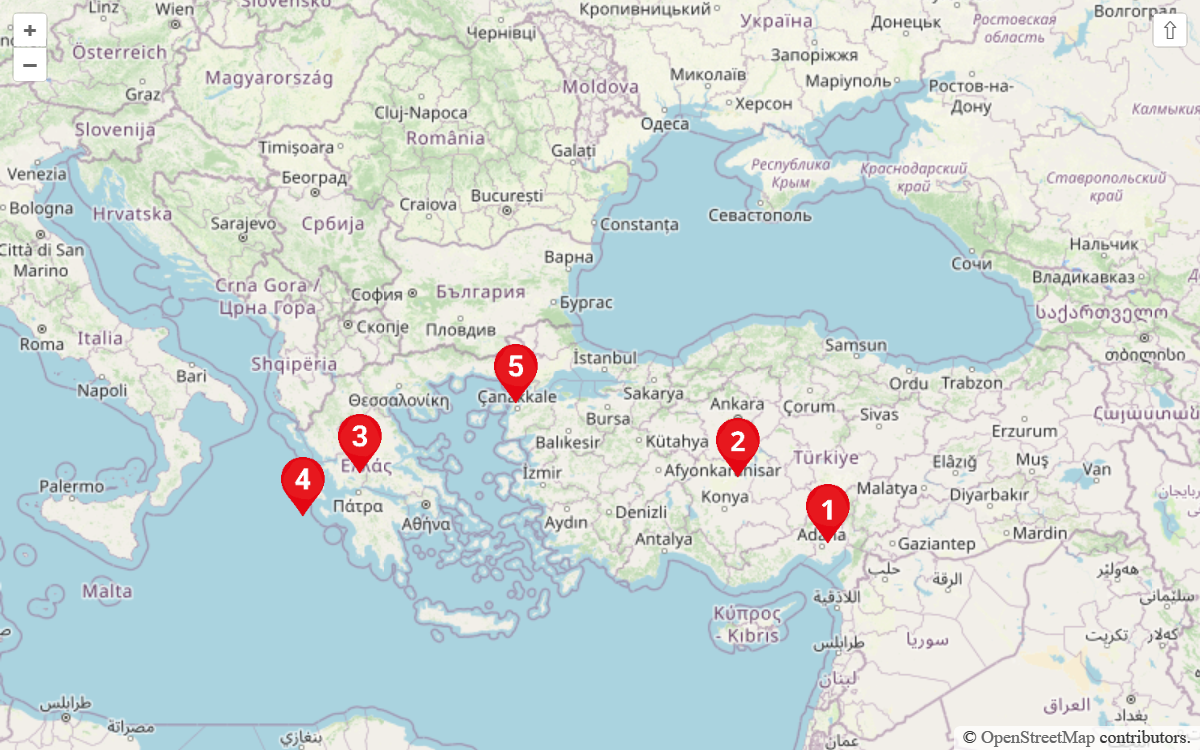 +
−
⇧
Linz
Wien
Slovensko
Кропивницький
Україна
Донецьк
Ростовская
область
Волгоград
Чернівці
Österreich
Запоріжжя
Magyarország
Moldova
Миколаїв
Маріуполь
Ростов-на-
Дону
Graz
Херсон
Калмыкия
Cluj-Napoca
Одеса
Slovenija
România
Timișoara
Galați
Республика
Крым
Краснодарский
край
Ставропольский
край
Venezia
Београд
București
Bologna
Hrvatska
Craiova
Севастополь
Sarajevo
Србија
Constanța
Città di San
Marino
Варна
Нальчик
Сочи
Владикавказ
Crna Gora /
Црна Гора
София
България
Бургас
Скопје
Пловдив
საქართველო
Roma
Italia
Samsun
თბილისი
Shqipëria
İstanbul
5
Bari
Napoli
Ordu
Trabzon
Θεσσαλονίκη
Çanakkale
Sakarya
Ankara
Çorum
Sivas
Հայաստան
Bursa
3
2
Erzurum
Balıkesir
Kütahya
Türkiye
Ελλάς
Elâzığ
Muş
Van
4
İzmir
Afyonkarahisar
Palermo
Malatya
Diyarbakır
Πάτρα
Konya
1
Αθήνα
Aydın
Denizli
Antalya
Adana
Gaziantep
Mardin
حلب
الرقة
هەولێر
Malta
اللاذقية
سلێمانی
Κύπρος
- Kıbrıs
طرابلس
سوريا
تكريت
كەلار
لبنان
طرابلس
مصراتة
بنغازي
العراق
بغداد
عمان
© OpenStreetMap contributors.